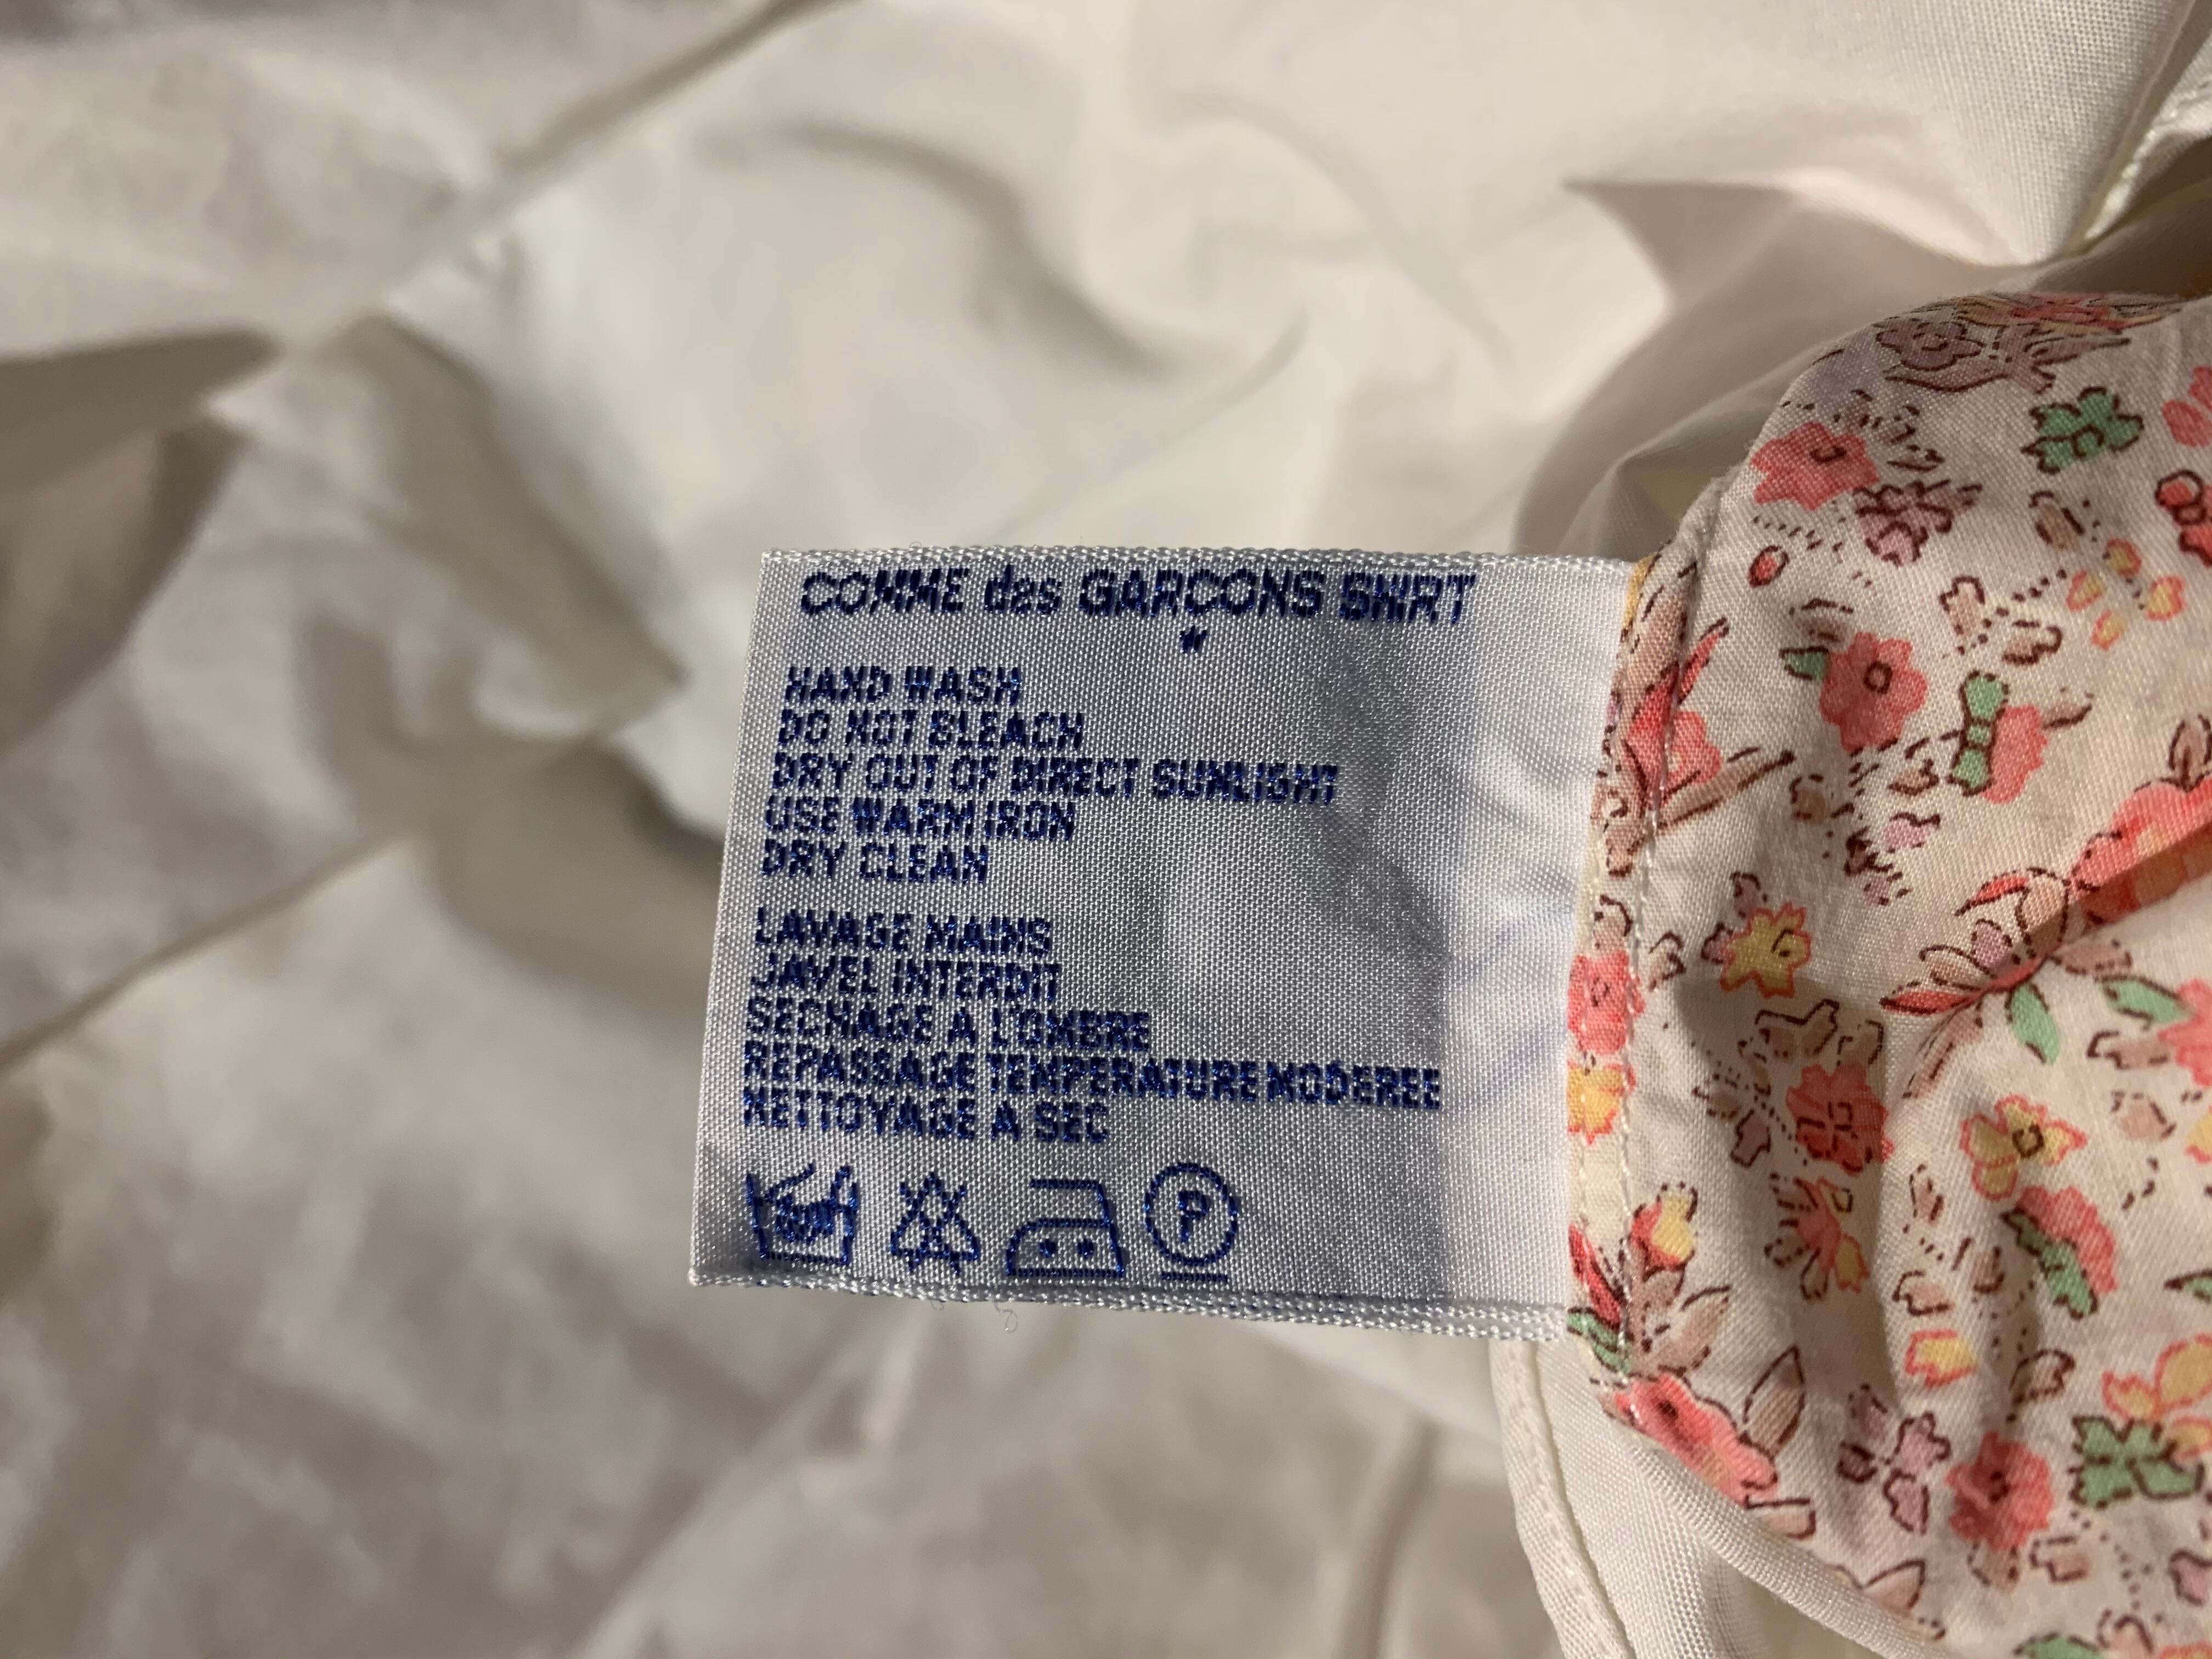 COMME des GARÇONS SHIRT
*
HAND WASH
DO NOT BLEACH
DRY OUT OF DIRECT SUNLIGHT
USE WARM IRON
DRY CLEAN
LAVAGE MAINS
JAVEL INTERDIT
SECHAGE A L'OMBRE
REPASSAGE TEMPERATURE MODEREE
NETTOYAGE A SEC
P